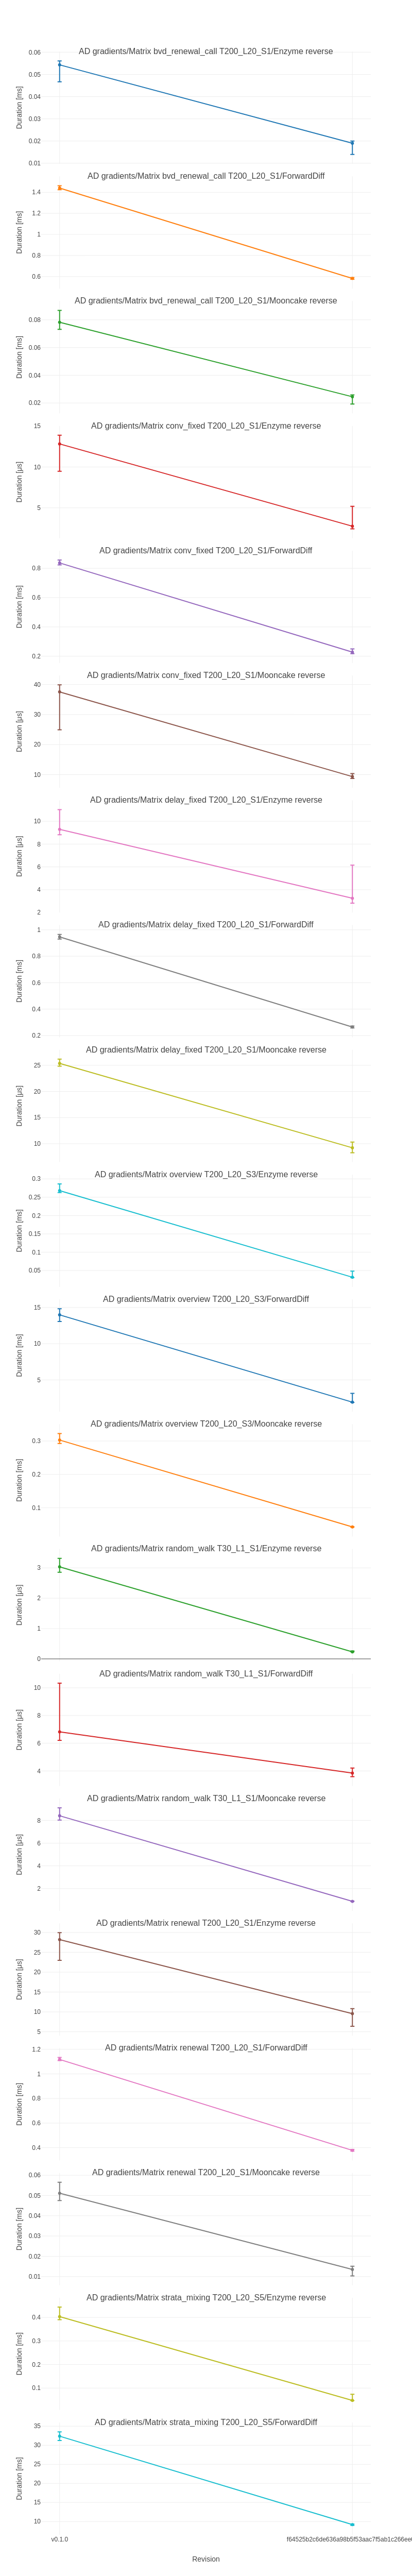 AD gradients/Matrix bvd_renewal_call T200_L20_S1/Enzyme reverse
0.06
0.05
0.04
0.03
0.02
0.01
Duration [ms]
AD gradients/Matrix bvd_renewal_call T200_L20_S1/ForwardDiff
1.4
1.2
1
0.8
0.6
Duration [ms]
AD gradients/Matrix bvd_renewal_call T200_L20_S1/Mooncake reverse
0.08
0.06
0.04
0.02
Duration [ms]
AD gradients/Matrix conv_fixed T200_L20_S1/Enzyme reverse
15
10
5
Duration [μs]
AD gradients/Matrix conv_fixed T200_L20_S1/ForwardDiff
0.8
0.6
0.4
0.2
Duration [ms]
AD gradients/Matrix conv_fixed T200_L20_S1/Mooncake reverse
40
30
20
10
Duration [μs]
AD gradients/Matrix delay_fixed T200_L20_S1/Enzyme reverse
10
8
6
4
2
Duration [μs]
AD gradients/Matrix delay_fixed T200_L20_S1/ForwardDiff
1
0.8
0.6
0.4
0.2
Duration [ms]
AD gradients/Matrix delay_fixed T200_L20_S1/Mooncake reverse
25
20
15
10
Duration [μs]
AD gradients/Matrix overview T200_L20_S3/Enzyme reverse
0.3
0.25
0.2
0.15
0.1
0.05
Duration [ms]
AD gradients/Matrix overview T200_L20_S3/ForwardDiff
15
10
5
Duration [ms]
AD gradients/Matrix overview T200_L20_S3/Mooncake reverse
0.3
0.2
0.1
Duration [ms]
AD gradients/Matrix random_walk T30_L1_S1/Enzyme reverse
3
2
1
0
Duration [μs]
AD gradients/Matrix random_walk T30_L1_S1/ForwardDiff
10
8
6
4
Duration [μs]
AD gradients/Matrix random_walk T30_L1_S1/Mooncake reverse
8
6
4
2
Duration [μs]
AD gradients/Matrix renewal T200_L20_S1/Enzyme reverse
30
25
20
15
10
5
Duration [μs]
AD gradients/Matrix renewal T200_L20_S1/ForwardDiff
1.2
1
0.8
0.6
0.4
Duration [ms]
AD gradients/Matrix renewal T200_L20_S1/Mooncake reverse
0.06
0.05
0.04
0.03
0.02
0.01
Duration [ms]
AD gradients/Matrix strata_mixing T200_L20_S5/Enzyme reverse
0.4
0.3
0.2
0.1
Duration [ms]
AD gradients/Matrix strata_mixing T200_L20_S5/ForwardDiff
35
30
25
20
15
10
Duration [ms]
v0.1.0
Revision